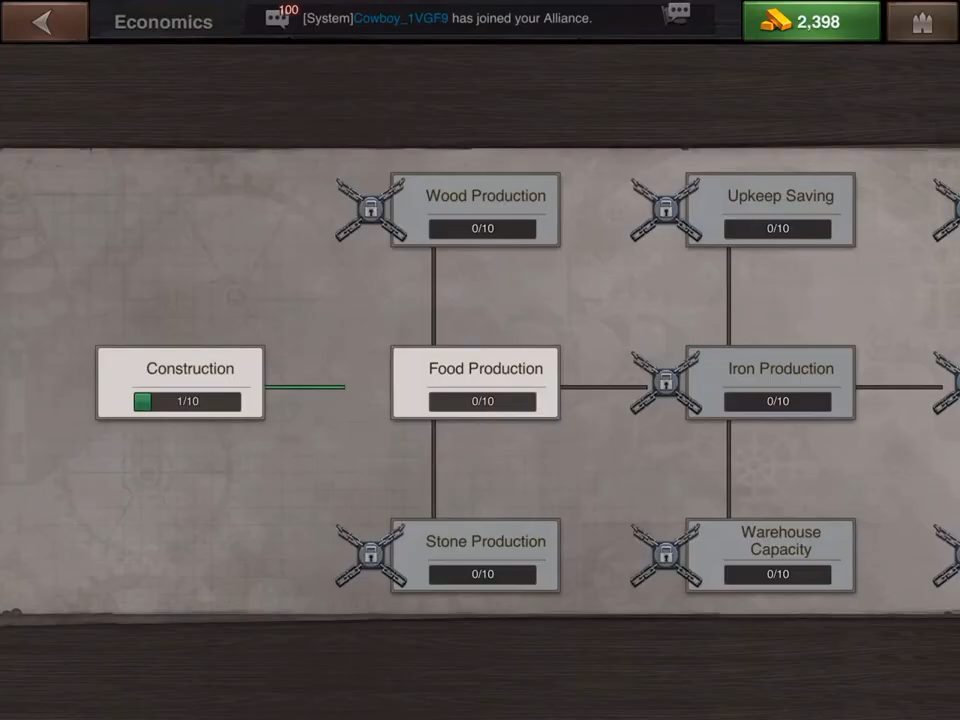 Economics
100
[System]Cowboy_1VGF9 has joined your Alliance.
2,398
Wood Production
0/10
Upkeep Saving
0/10
Construction
1/10
Food Production
0/10
Iron Production
0/10
Stone Production
0/10
Warehouse
Capacity
0/10